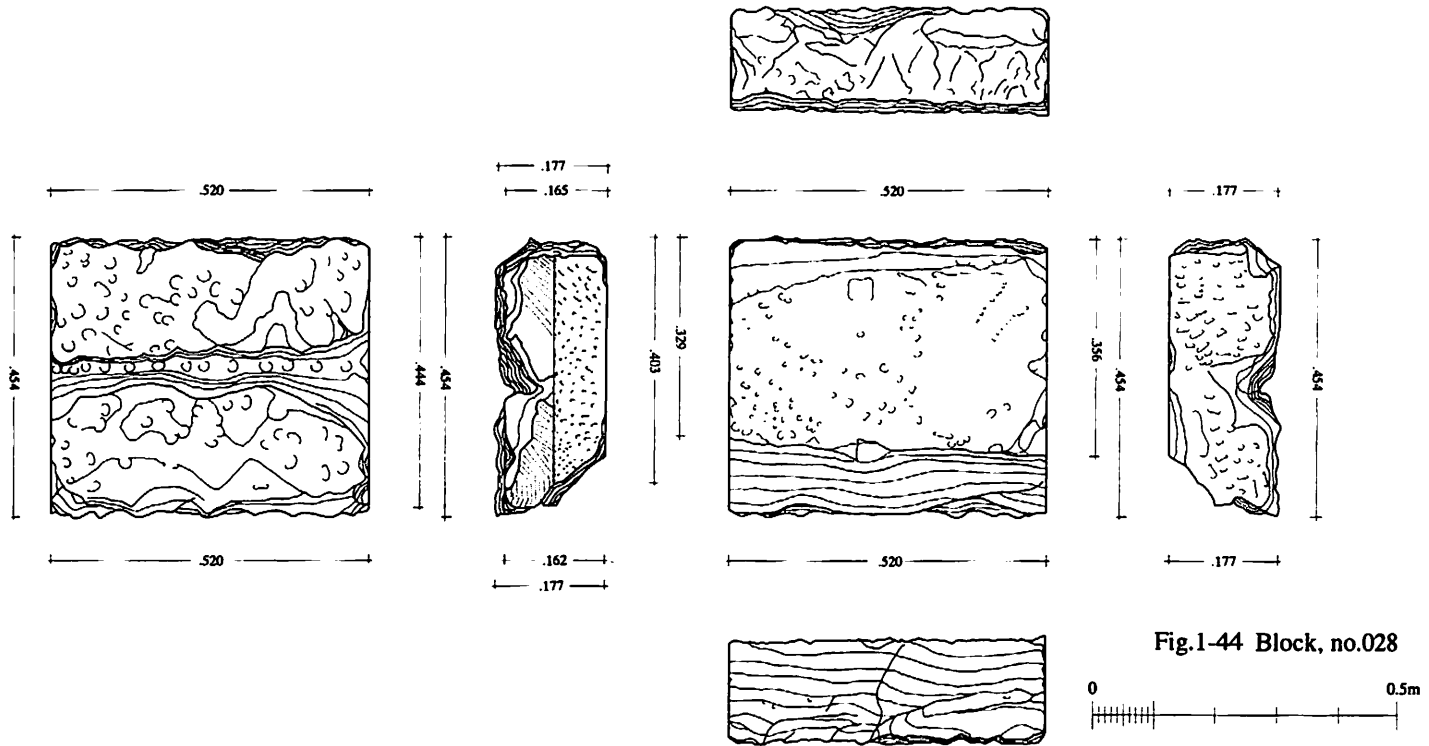 .177
.520 .165 .520 .177
.454 .444 .454 .403 .329 .356 .454 .454
.520 .162 .520 .177
.177
Fig.1-44 Block, no.028
0 0.5m